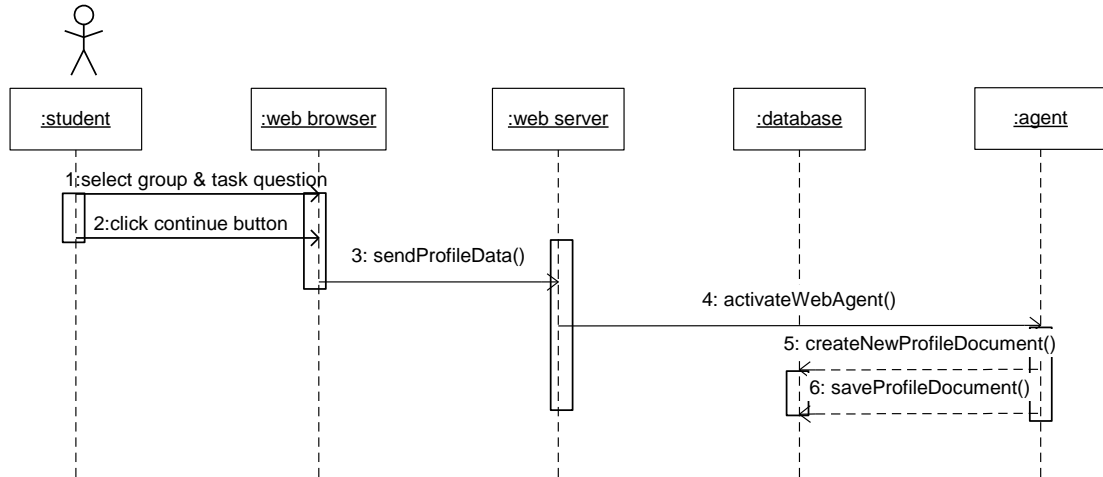 :student
:web browser
:web server
:database
:agent
1:select group & task question
2:click continue button
3: sendProfileData()
4: activateWebAgent()
5: createNewProfileDocument()
6: saveProfileDocument()